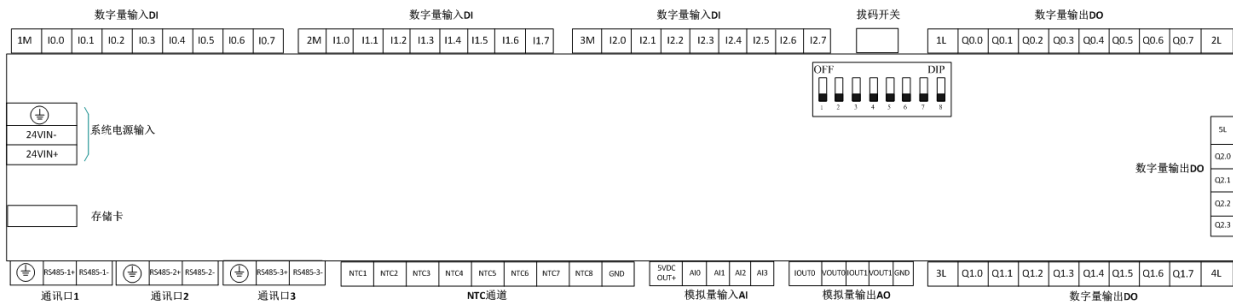 数字量输入DI 数字量输入DI 数字量输入DI 拔码开关 数字量输出DO
1M I0.0 I0.1 I0.2 I0.3 I0.4 I0.5 I0.6 I0.7 2M I1.0 I1.1 I1.2 I1.3 I1.4 I1.5 I1.6 I1.7 3M I2.0 I2.1 I2.2 I2.3 I2.4 I2.5 I2.6 I2.7 1L Q0.0 Q0.1 Q0.2 Q0.3 Q0.4 Q0.5 Q0.6 Q0.7 2L
OFF DIP
1 2 3 4 5 6 7 8
24VIN-
24VIN+
系统电源输入
存储卡
数字量输出DO
5L
Q2.0
Q2.1
Q2.2
Q2.3
RS485-1+ RS485-1- RS485-2+ RS485-2- RS485-3+ RS485-3- NTC1 NTC2 NTC3 NTC4 NTC5 NTC6 NTC7 NTC8 GND 5VDC OUT+ AI0 AI1 AI2 AI3 IOUT0 VOUT0 IOUT1 VOUT1 GND 3L Q1.0 Q1.1 Q1.2 Q1.3 Q1.4 Q1.5 Q1.6 Q1.7 4L
通讯口1 通讯口2 通讯口3 NTC通道 模拟量输入AI 模拟量输出AO 数字量输出DO